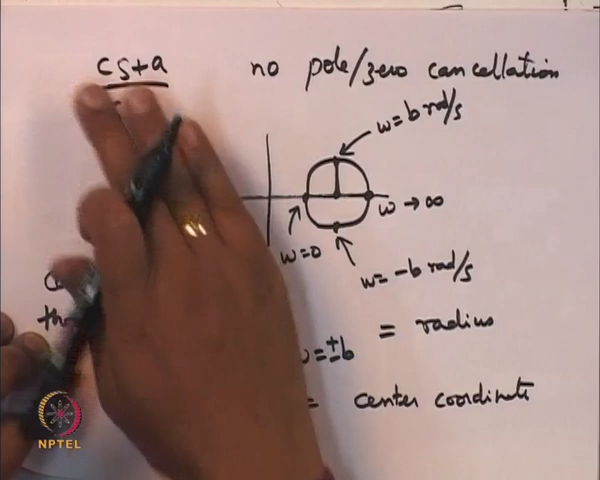 cs+a no pole/zero cancellation
ω=b rad/s
ω→∞
ω=0
ω=-b rad/s
= radius
ω=±b
= center coordinate
NPTEL